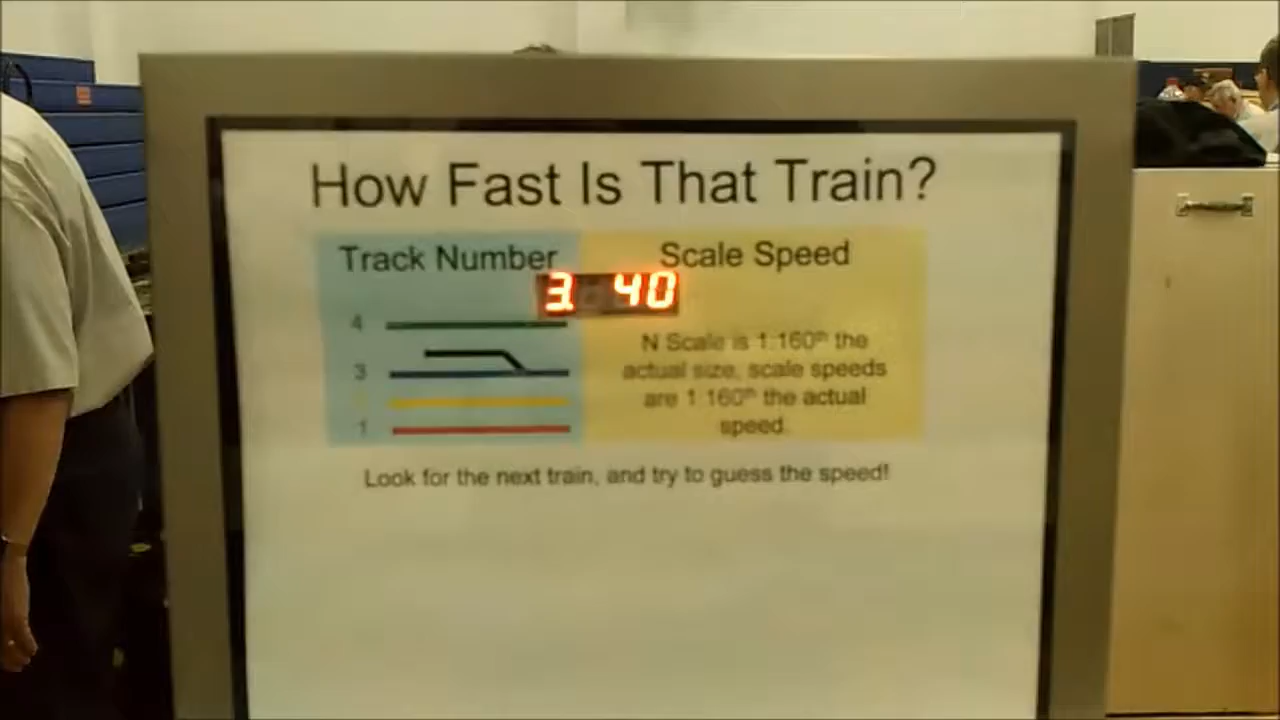 How Fast Is That Train?
Track Number Scale Speed
3. 40
4
3
1
N Scale is 1:160th the
actual size, scale speeds
are 1:160th the actual
speed.
Look for the next train, and try to guess the speed!